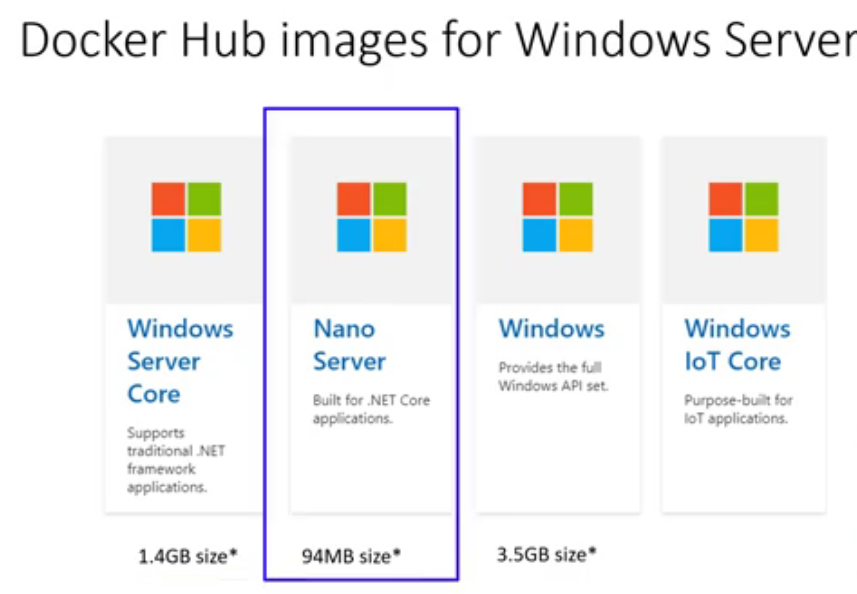 Docker Hub images for Windows Server
Windows
Server
Core
Supports
traditional .NET
framework
applications.
1.4GB size*
Nano
Server
Built for .NET Core
applications.
94MB size*
Windows
Provides the full
Windows API set.
3.5GB size*
Windows
IoT Core
Purpose-built for
IoT applications.